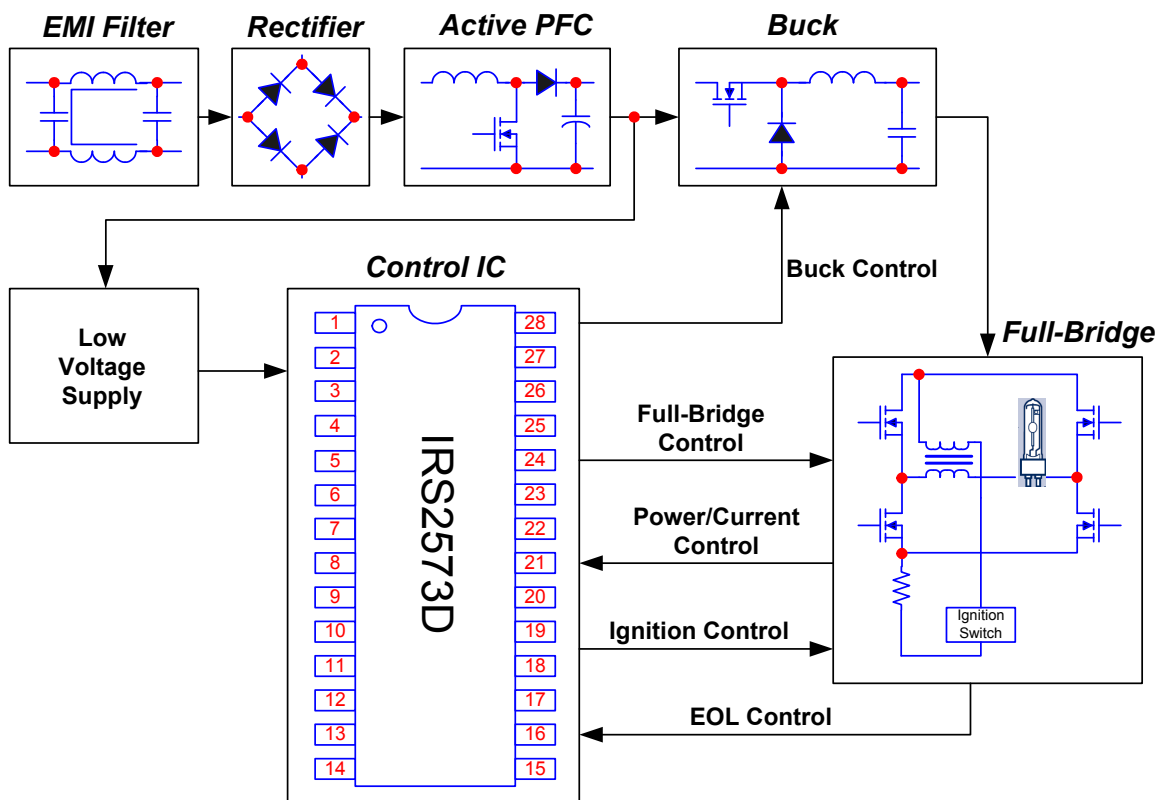 EMI Filter
Rectifier
Active PFC
Buck
Control IC
Buck Control
Low
Voltage
Supply
Full-Bridge
1
28
2
27
3
26
4
25
5
24
6
23
7
22
8
21
9
20
10
19
11
18
12
17
13
16
14
15
IRS2573D
Full-Bridge
Control
Power/Current
Control
Ignition Control
EOL Control
Ignition
Switch